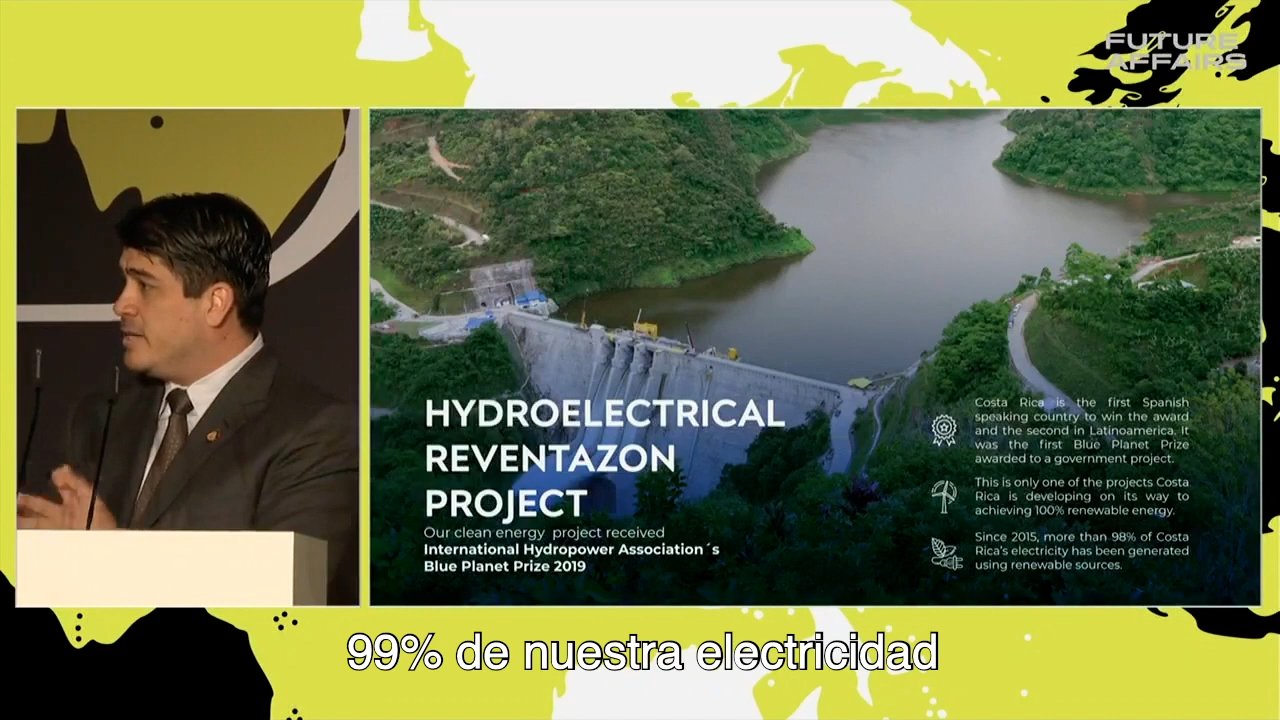 FUTURE
AFFAIRS
HYDROELECTRICAL
REVENTAZON
PROJECT
Our clean energy project received
International Hydropower Association´s
Blue Planet Prize 2019
Costa Rica is the first Spanish
speaking country to win the award
and the second in Latinoamerica. It
was the first Blue Planet Prize
awarded to a government project.
This is only one of the projects Costa
Rica is developing on its way to
achieving 100% renewable energy.
Since 2015, more than 98% of Costa
Rica's electricity has been generated
using renewable sources.
99% de nuestra electricidad